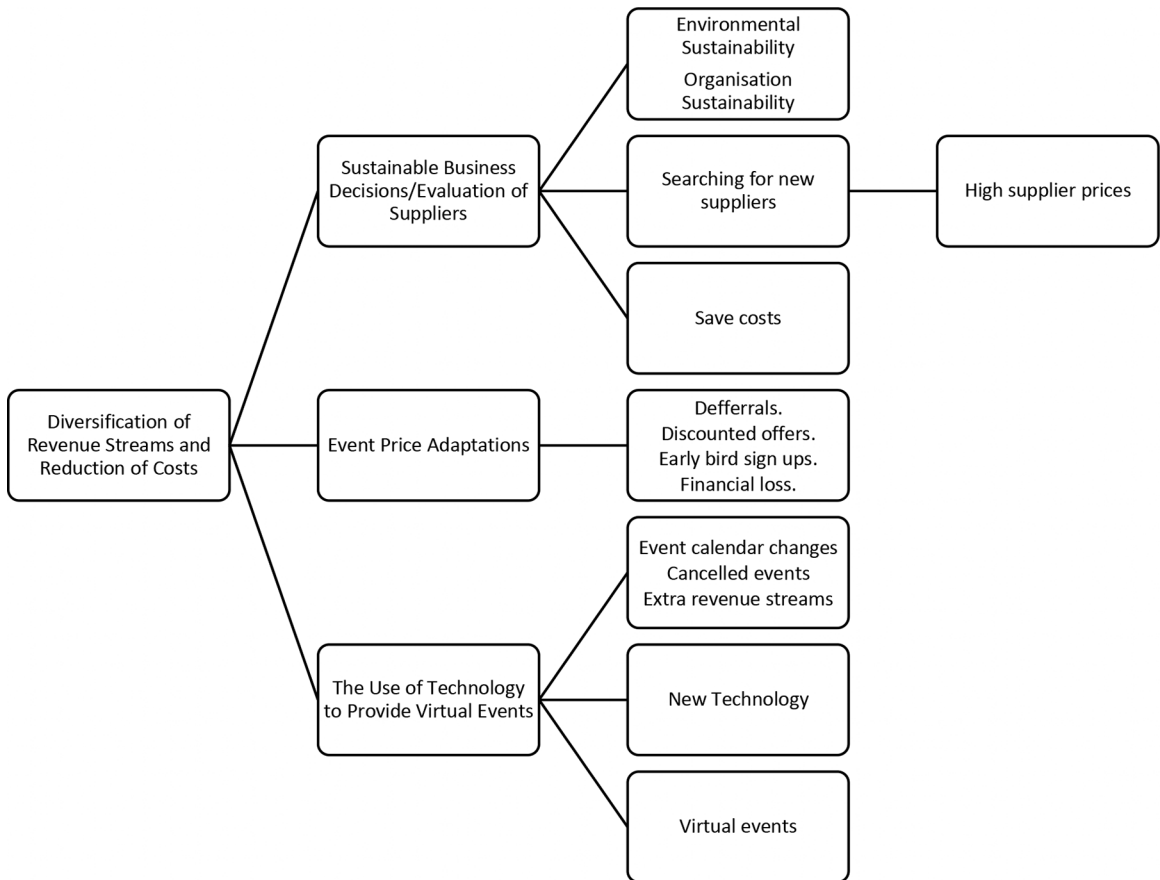 Environmental
Sustainability
Organisation
Sustainability
Sustainable Business
Decisions/Evaluation of
Suppliers
Searching for new
suppliers
High supplier prices
Save costs
Diversification of
Revenue Streams and
Reduction of Costs
Event Price Adaptations
Defferrals.
Discounted offers.
Early bird sign ups.
Financial loss.
Event calendar changes
Cancelled events
Extra revenue streams
The Use of Technology
to Provide Virtual Events
New Technology
Virtual events